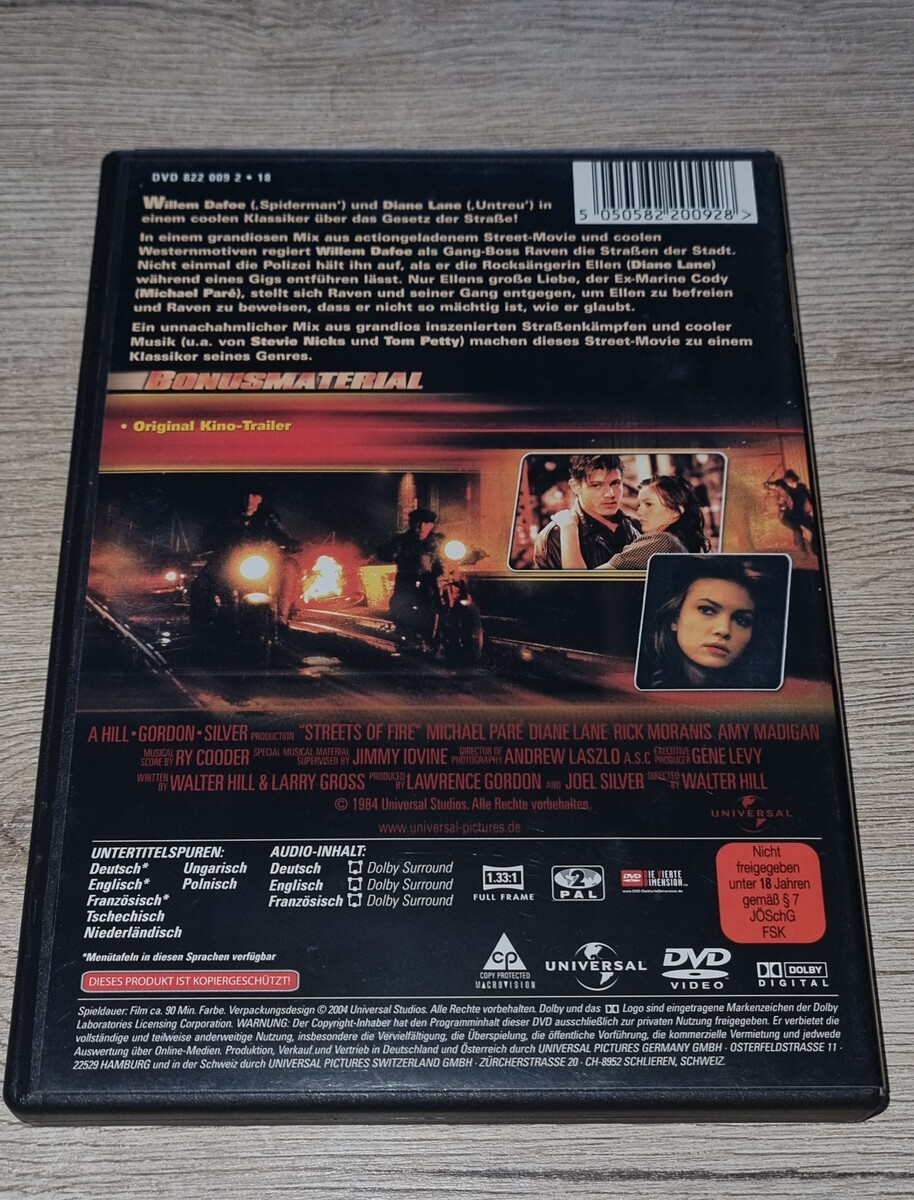 DVD 822 009 2 • 18
5 050582 200928 >
Willem Dafoe (‚Spiderman') und Diane Lane (‚Untreu') in
einem coolen Klassiker über das Gesetz der Straße!
In einem grandiosen Mix aus actiongeladenem Street-Movie und coolen
Westernmotiven regiert Willem Dafoe als Gang-Boss Raven die Straßen der Stadt.
Nicht einmal die Polizei hält ihn auf, als er die Rocksängerin Ellen (Diane Lane)
während eines Gigs entführen lässt. Nur Ellens große Liebe, der Ex-Marine Cody
(Michael Paré), stellt sich Raven und seiner Gang entgegen, um Ellen zu befreien
und Raven zu beweisen, dass er nicht so mächtig ist, wie er glaubt.
Ein unnachahmlicher Mix aus grandios inszenierten Straßenkämpfen und cooler
Musik (u.a. von Stevie Nicks und Tom Petty) machen dieses Street-Movie zu einem
Klassiker seines Genres.
BONUSMATERIAL
• Original Kino-Trailer
A HILL • GORDON • SILVER PRODUCTION "STREETS OF FIRE" MICHAEL PARÉ DIANE LANE RICK MORANIS AMY MADIGAN
MUSICAL SCORE BY RY COODER SPECIAL MUSICAL MATERIAL SUPERVISED BY JIMMY IOVINE DIRECTOR OF PHOTOGRAPHY ANDREW LASZLO A.S.C EXECUTIVE PRODUCER GENE LEVY
WRITTEN BY WALTER HILL & LARRY GROSS PRODUCED BY LAWRENCE GORDON AND JOEL SILVER DIRECTED BY WALTER HILL
© 1984 Universal Studios. Alle Rechte vorbehalten.
UNIVERSAL
www.universal-pictures.de
UNTERTITELSPUREN:
Deutsch* Ungarisch
Englisch* Polnisch
Französisch*
Tschechisch
Niederländisch
*Menütafeln in diesen Sprachen verfügbar
DIESES PRODUKT IST KOPIERGESCHÜTZT!
AUDIO-INHALT:
Deutsch Dolby Surround
Englisch Dolby Surround
Französisch Dolby Surround
1.33:1
FULL FRAME
2
PAL
DVD DIE VIERTE DIMENSION...
Nicht
freigegeben
unter 18 Jahren
gemäß § 7
JÖSchG
FSK
CP
COPY PROTECTED
MACROVISION
UNIVERSAL
DVD
VIDEO
DOLBY
DIGITAL
Spieldauer: Film ca. 90 Min. Farbe. Verpackungsdesign © 2004 Universal Studios. Alle Rechte vorbehalten. Dolby und das Logo sind eingetragene Markenzeichen der Dolby
Laboratories Licensing Corporation. WARNUNG: Der Copyright-Inhaber hat den Programminhalt dieser DVD ausschließlich zur privaten Nutzung freigegeben. Er verbietet die
vollständige und teilweise anderweitige Nutzung, insbesondere die Vervielfältigung, die Überspielung, die öffentliche Vorführung, die kommerzielle Vermietung und jedwede
Auswertung über Online-Medien. Produktion, Verkauf und Vertrieb in Deutschland und Österreich durch UNIVERSAL PICTURES GERMANY GMBH · OSTERFELDSTRASSE 11 ·
22529 HAMBURG und in der Schweiz durch UNIVERSAL PICTURES SWITZERLAND GMBH · ZÜRCHERSTRASSE 20 · CH-8952 SCHLIEREN, SCHWEIZ.